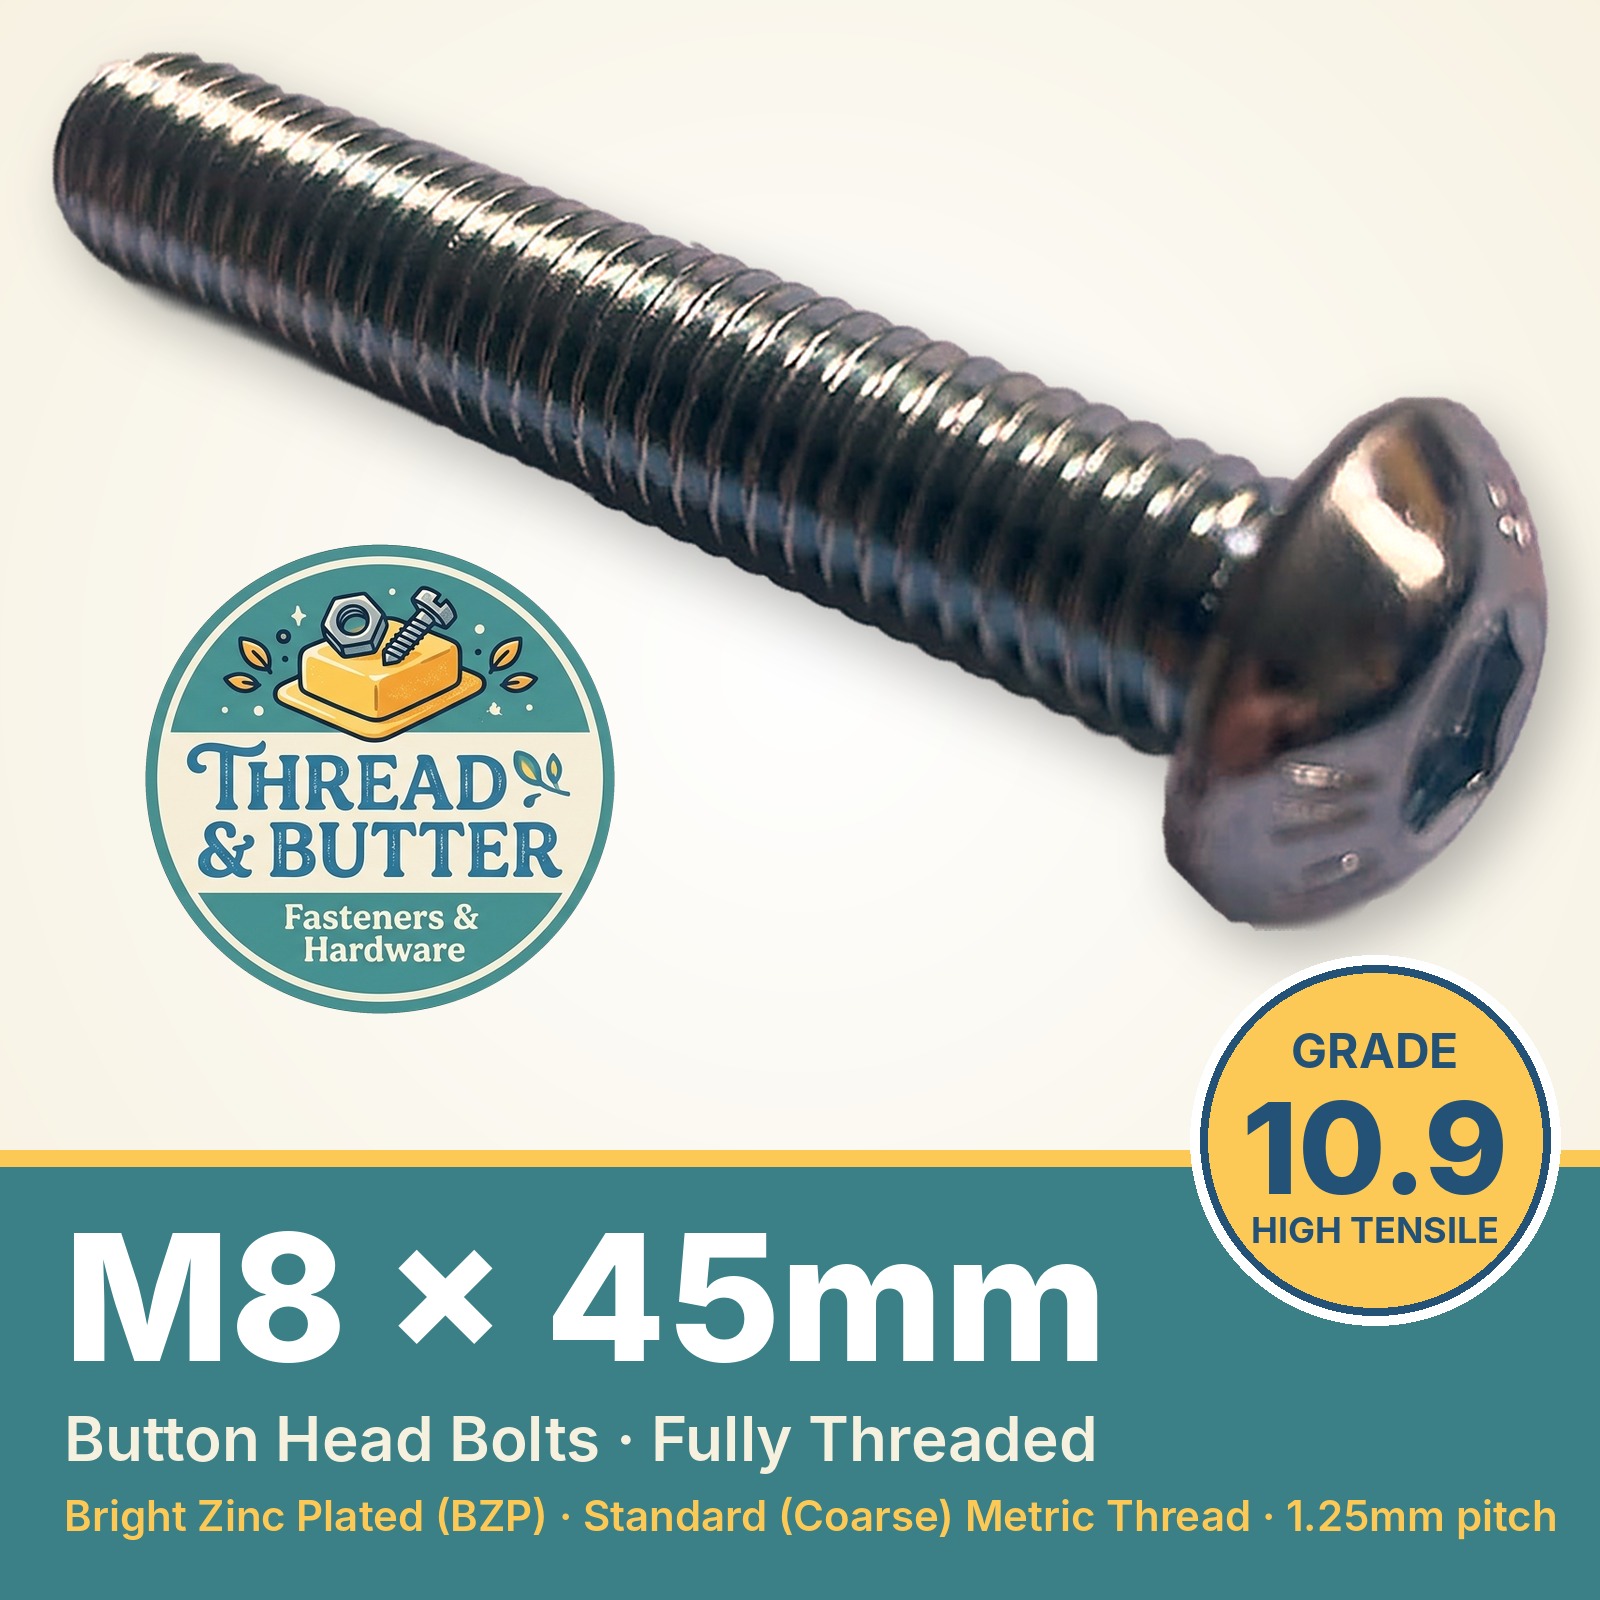 THREAD
& BUTTER
Fasteners &
Hardware
GRADE
10.9
HIGH TENSILE
M8 × 45mm
Button Head Bolts · Fully Threaded
Bright Zinc Plated (BZP) · Standard (Coarse) Metric Thread · 1.25mm pitch